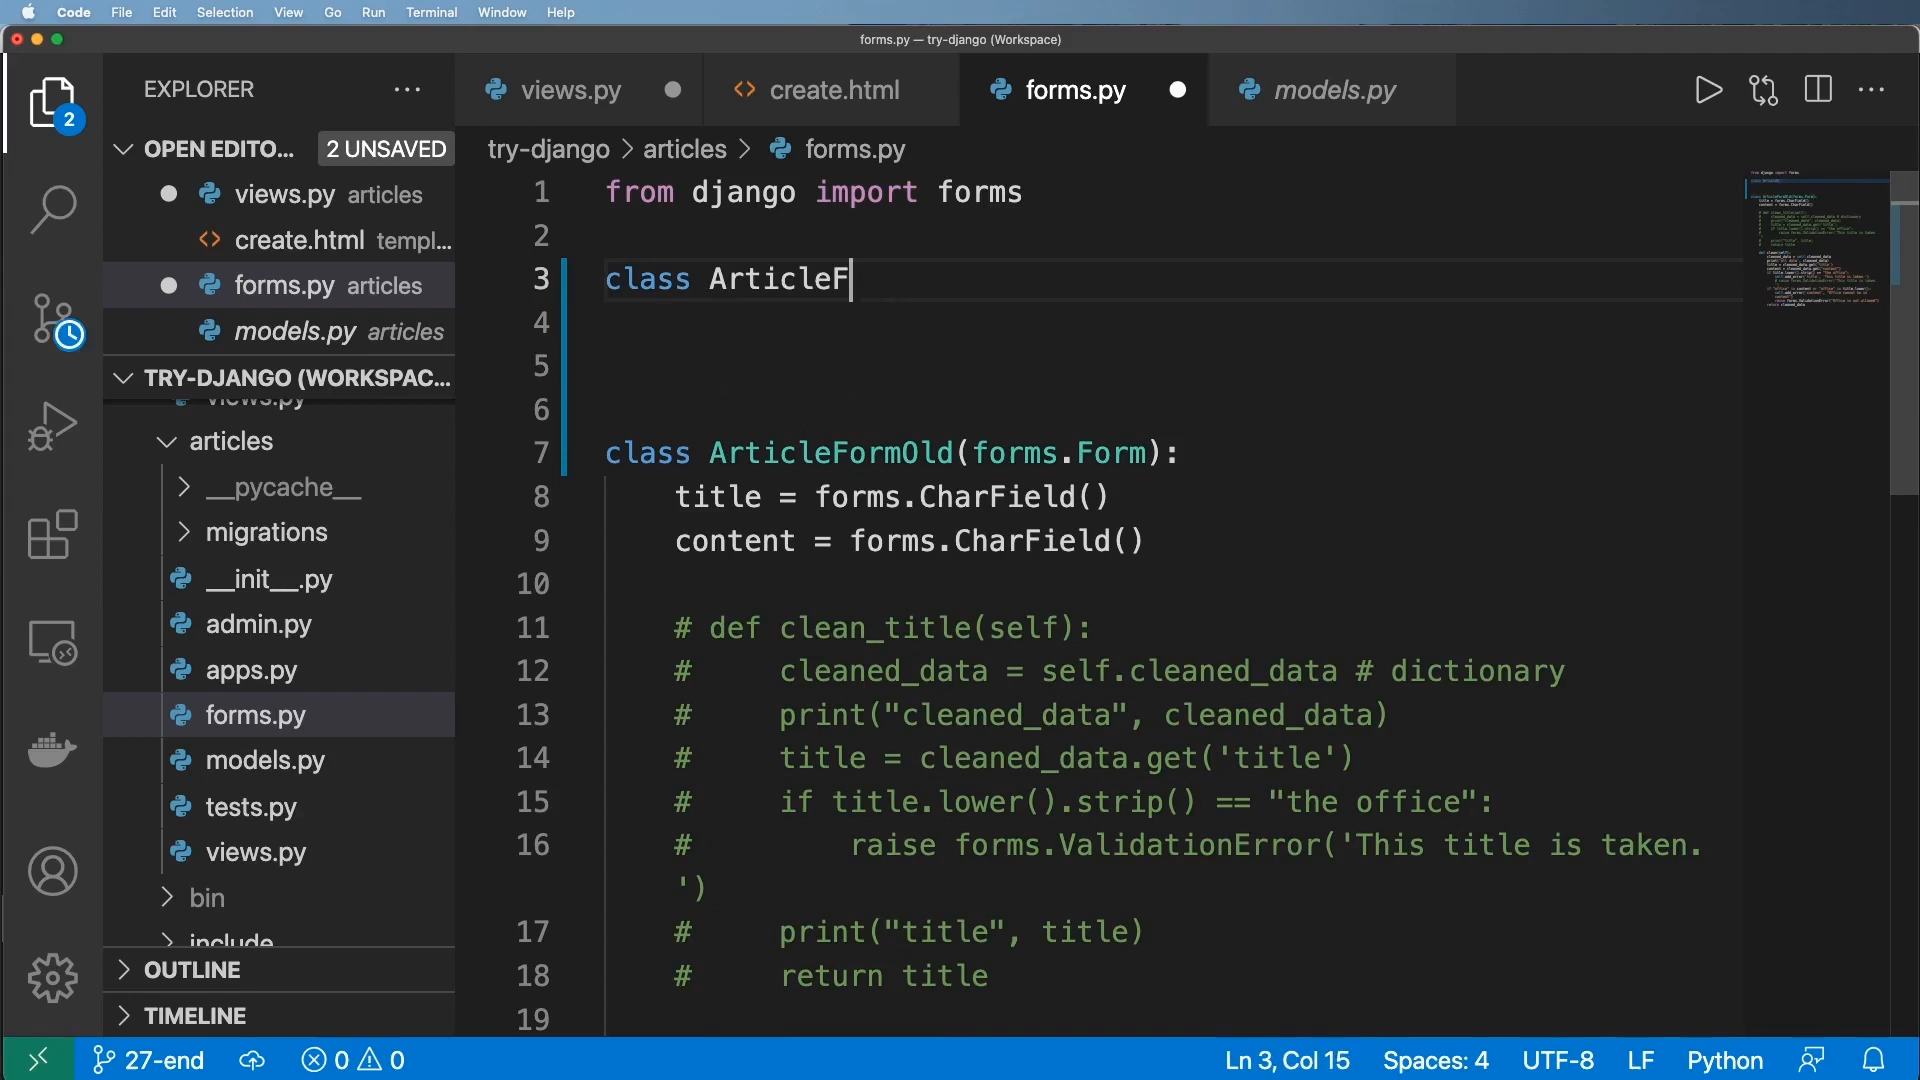 Code File Edit Selection View Go Run Terminal Window Help
forms.py — try-django (Workspace)
EXPLORER
views.py
create.html
forms.py
models.py
2
OPEN EDITO... 2 UNSAVED
views.py articles
create.html templ...
forms.py articles
models.py articles
TRY-DJANGO (WORKSPAC...
views.py
articles
__pycache__
migrations
__init__.py
admin.py
apps.py
forms.py
models.py
tests.py
views.py
bin
include
OUTLINE
TIMELINE
try-django > articles > forms.py
1 from django import forms
2
3 class ArticleF
4
5
6
7 class ArticleFormOld(forms.Form):
8 title = forms.CharField()
9 content = forms.CharField()
10
11 # def clean_title(self):
12 # cleaned_data = self.cleaned_data # dictionary
13 # print("cleaned_data", cleaned_data)
14 # title = cleaned_data.get('title')
15 # if title.lower().strip() == "the office":
16 # raise forms.ValidationError('This title is taken.
')
17 # print("title", title)
18 # return title
19
27-end 0 0 Ln 3, Col 15 Spaces: 4 UTF-8 LF Python